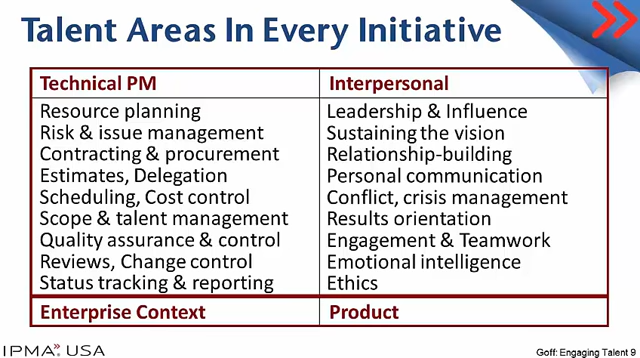 Talent Areas In Every Initiative
Technical PM
Resource planning
Risk & issue management
Contracting & procurement
Estimates, Delegation
Scheduling, Cost control
Scope & talent management
Quality assurance & control
Reviews, Change control
Status tracking & reporting
Interpersonal
Leadership & Influence
Sustaining the vision
Relationship-building
Personal communication
Conflict, crisis management
Results orientation
Engagement & Teamwork
Emotional intelligence
Ethics
Enterprise Context
Product
IPMA USA
Goff: Engaging Talent 9